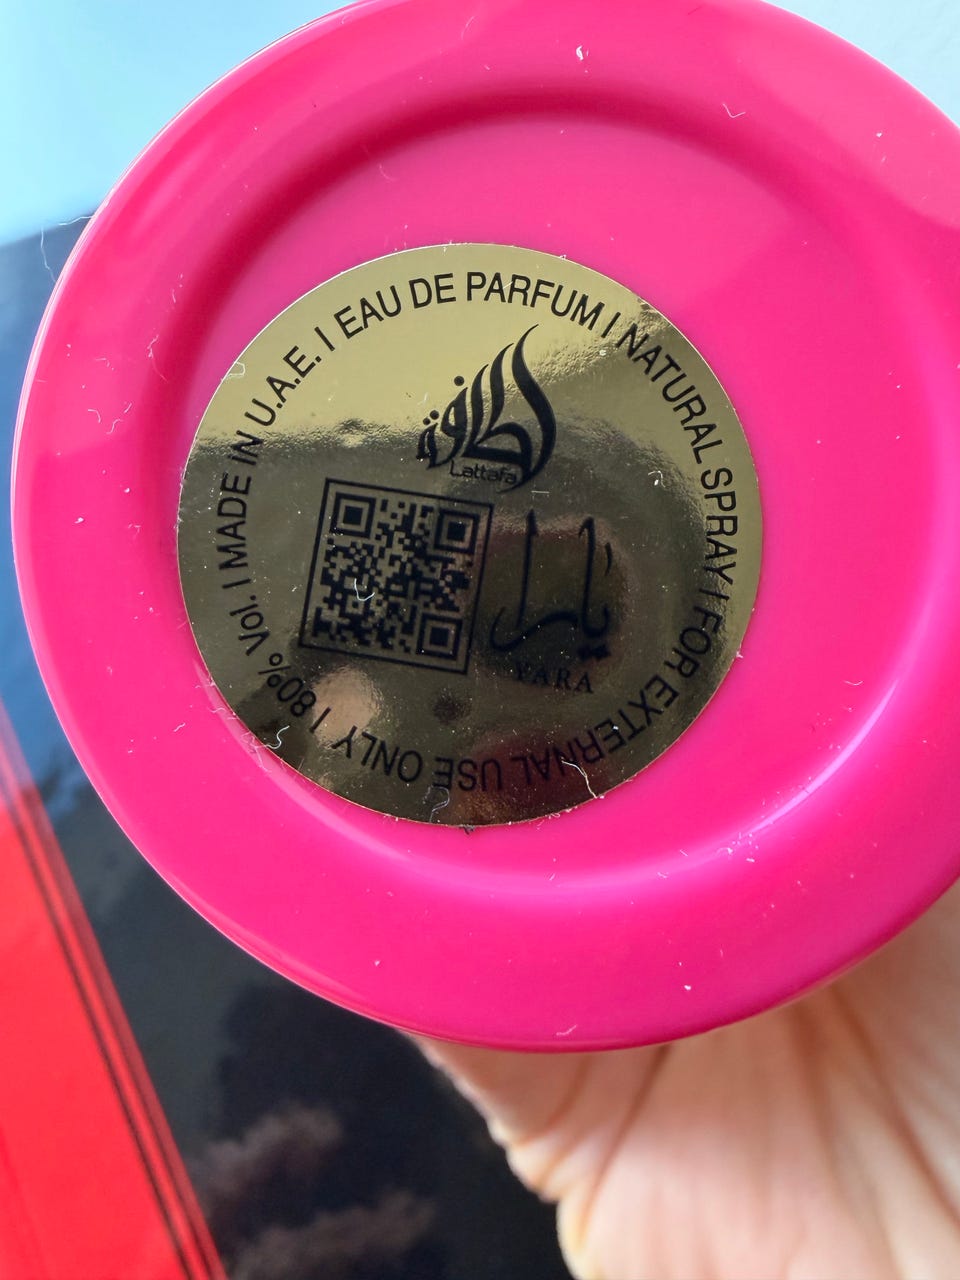 | MADE IN U.A.E. | EAU DE PARFUM | NATURAL SPRAY | FOR EXTERNAL USE ONLY | 80% Vol.
لطافة
Lattafa
يارا
YARA